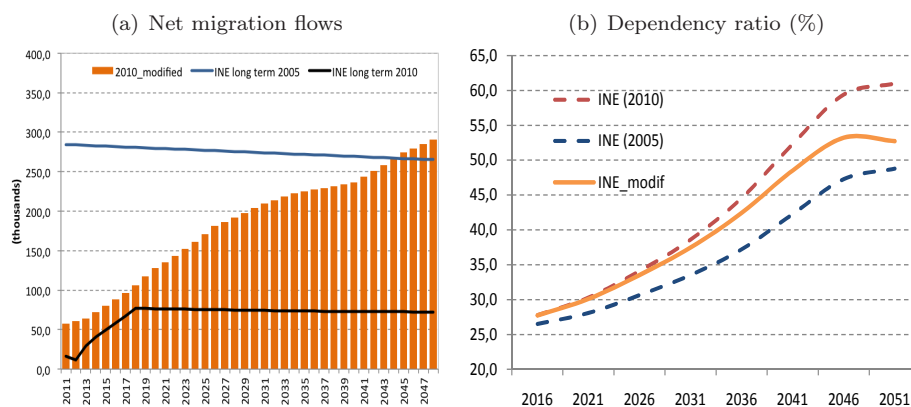 (a) Net migration flows
400,0
350,0
300,0
250,0
200,0
150,0
100,0
50,0
0,0
(thousands)
2010_modified INE long term 2005 INE long term 2010
2011 2013 2015 2017 2019 2021 2023 2025 2027 2029 2031 2033 2035 2037 2039 2041 2043 2045 2047
(b) Dependency ratio (%)
65,0
60,0
55,0
50,0
45,0
40,0
35,0
30,0
25,0
20,0
INE (2010)
INE (2005)
INE_modif
2016 2021 2026 2031 2036 2041 2046 2051